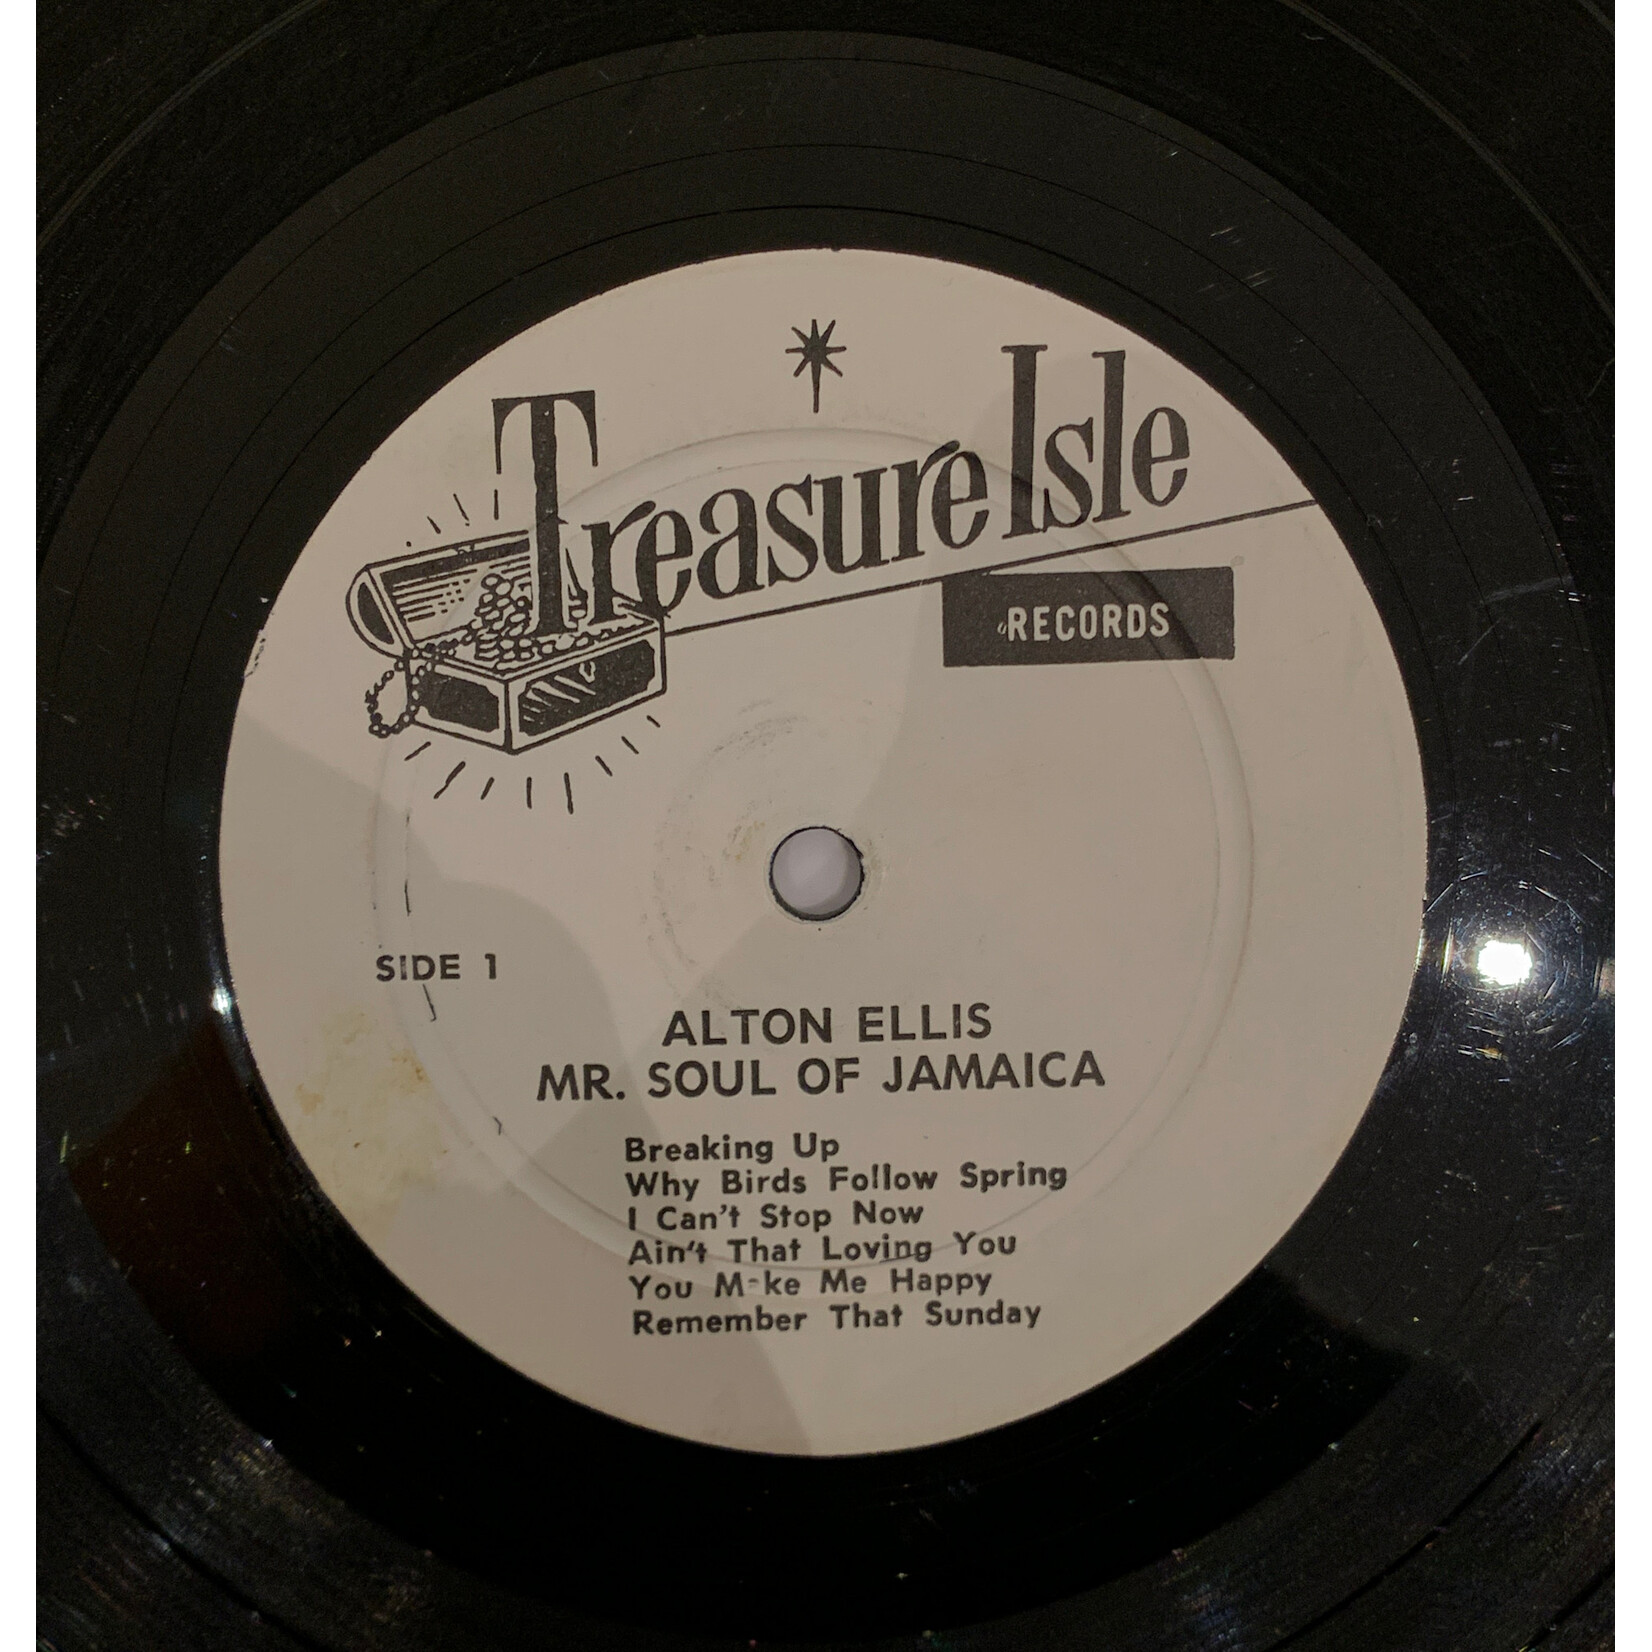 Treasure Isle
RECORDS
SIDE 1
ALTON ELLIS
MR. SOUL OF JAMAICA
Breaking Up
Why Birds Follow Spring
I Can't Stop Now
Ain't That Loving You
You M-ke Me Happy
Remember That Sunday